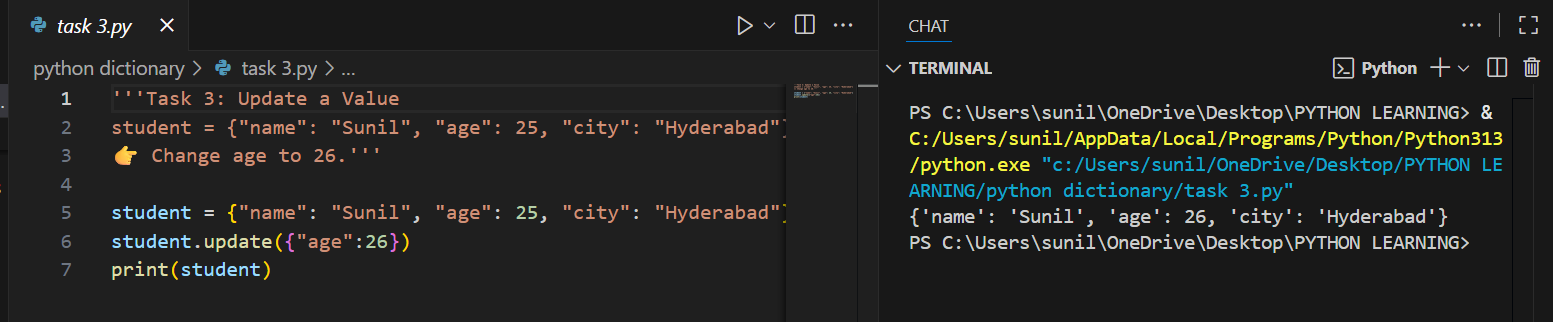 task 3.py
python dictionary > task 3.py > ...
1 '''Task 3: Update a Value
2 student = {"name": "Sunil", "age": 25, "city": "Hyderabad"}
3 👉 Change age to 26.'''
4
5 student = {"name": "Sunil", "age": 25, "city": "Hyderabad"}
6 student.update({"age":26})
7 print(student)
CHAT
TERMINAL
Python
PS C:\Users\sunil\OneDrive\Desktop\PYTHON LEARNING> &
C:/Users/sunil/AppData/Local/Programs/Python/Python313
/python.exe "c:/Users/sunil/OneDrive/Desktop/PYTHON LE
ARNING/python dictionary/task 3.py"
{'name': 'Sunil', 'age': 26, 'city': 'Hyderabad'}
PS C:\Users\sunil\OneDrive\Desktop\PYTHON LEARNING>